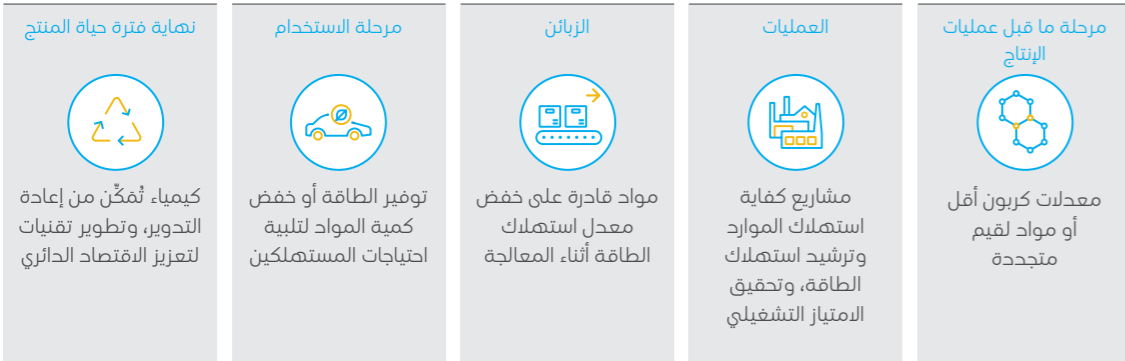 مرحلة ما قبل عمليات
الإنتاج
معدلات كربون أقل
أو مواد لقيم
متجددة
العمليات
مشاريع كفاية
استهلاك الموارد
وترشيد استهلاك
الطاقة، وتحقيق
الامتياز التشغيلي
الزبائن
مواد قادرة على خفض
معدل استهلاك
الطاقة أثناء المعالجة
مرحلة الاستخدام
توفير الطاقة أو خفض
كمية المواد لتلبية
احتياجات المستهلكين
نهاية فترة حياة المنتج
كيمياء تُمَكِّن من إعادة
التدوير، وتطوير تقنيات
لتعزيز الاقتصاد الدائري